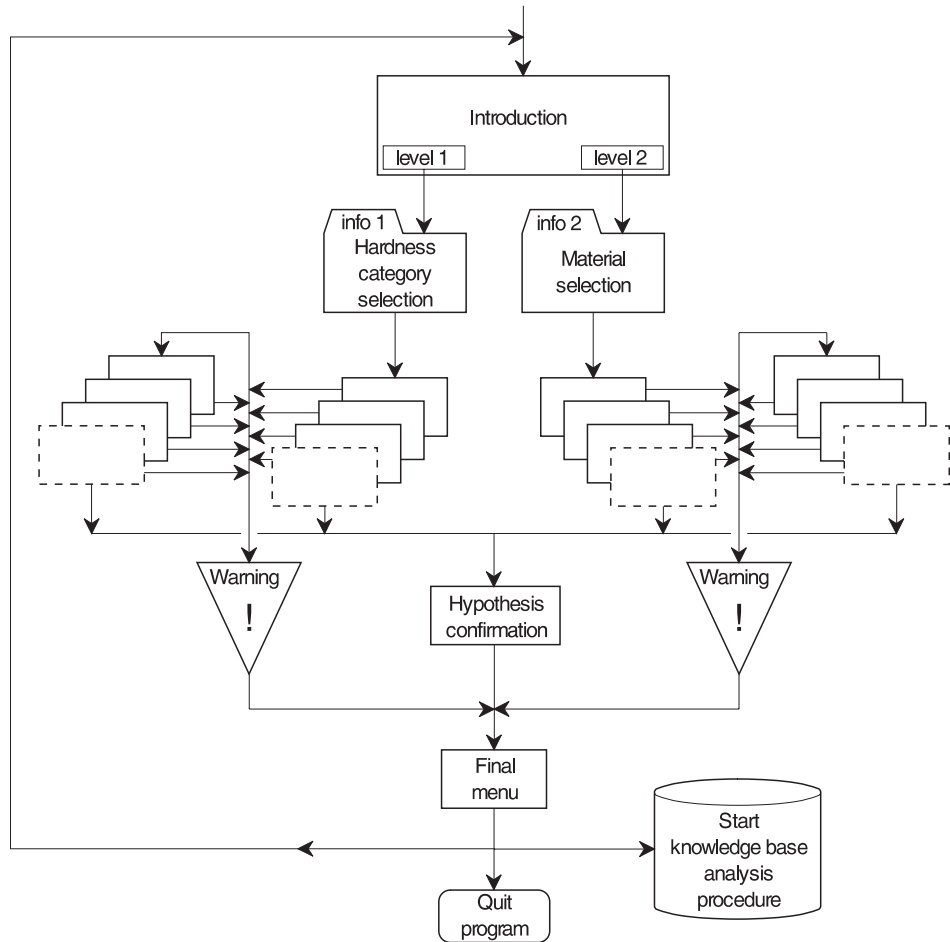 Introduction
level 1
level 2
info 1
Hardness
category
selection
info 2
Material
selection
Warning
!
Hypothesis
confirmation
Warning
!
Final
menu
Start
knowledge base
analysis
procedure
Quit
program